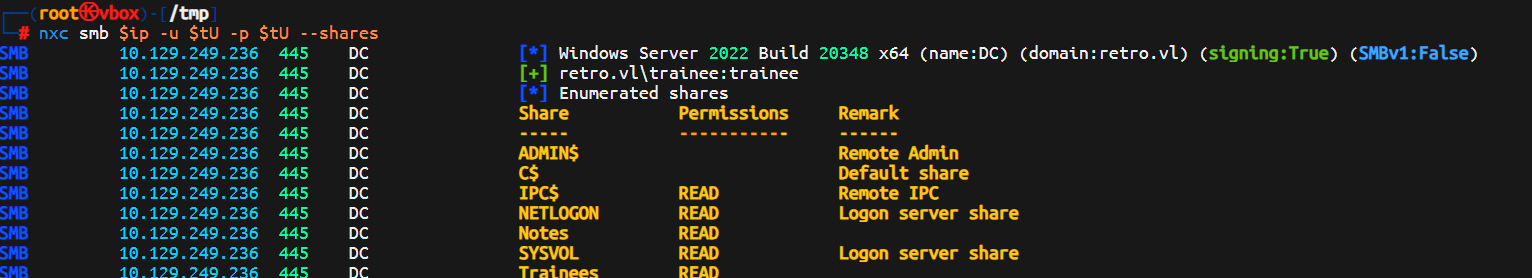 ┌──(root㉿vbox)-[/tmp]
└─# nxc smb $ip -u $tU -p $tU --shares
SMB 10.129.249.236 445 DC [*] Windows Server 2022 Build 20348 x64 (name:DC) (domain:retro.vl) (signing:True) (SMBv1:False)
SMB 10.129.249.236 445 DC [+] retro.vl\trainee:trainee
SMB 10.129.249.236 445 DC [*] Enumerated shares
SMB 10.129.249.236 445 DC Share Permissions Remark
SMB 10.129.249.236 445 DC ----- ----------- ------
SMB 10.129.249.236 445 DC ADMIN$ Remote Admin
SMB 10.129.249.236 445 DC C$ Default share
SMB 10.129.249.236 445 DC IPC$ READ Remote IPC
SMB 10.129.249.236 445 DC NETLOGON READ Logon server share
SMB 10.129.249.236 445 DC Notes READ
SMB 10.129.249.236 445 DC SYSVOL READ Logon server share
SMB 10.129.249.236 445 DC Trainees READ